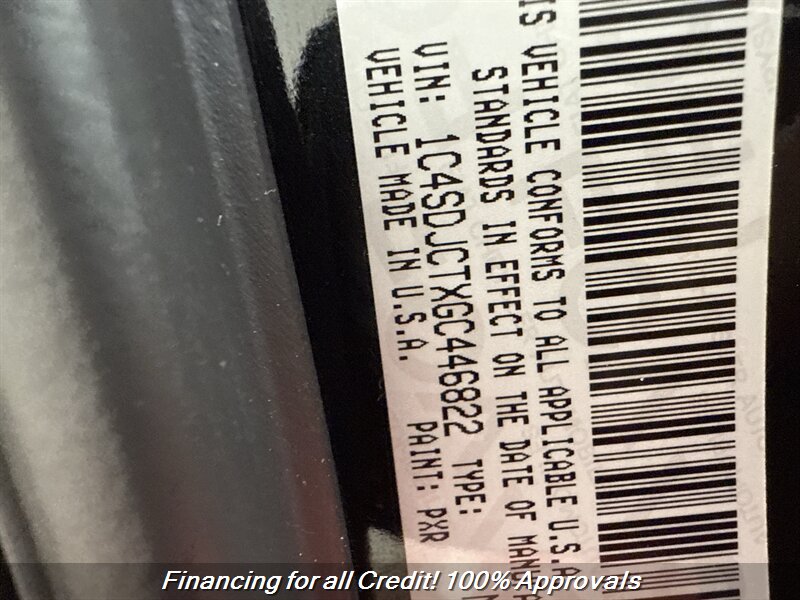 IS VEHICLE CONFORMS TO ALL APPLICABLE U.S.A.
STANDARDS IN EFFECT ON THE DATE OF MANU
VIN: 1C4SDJCTXGC446822 TYPE:
VEHICLE MADE IN U.S.A. PAINT: PXR
Financing for all Credit! 100% Approvals